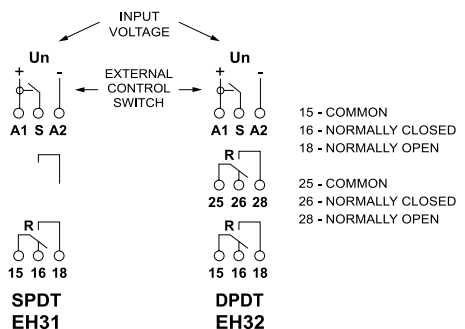 INPUT
VOLTAGE
Un Un
+ - + -
EXTERNAL
CONTROL
SWITCH
A1 S A2 A1 S A2
15 - COMMON
16 - NORMALLY CLOSED
18 - NORMALLY OPEN
R
25 26 28
25 - COMMON
26 - NORMALLY CLOSED
28 - NORMALLY OPEN
R R
15 16 18 15 16 18
SPDT DPDT
EH31 EH32